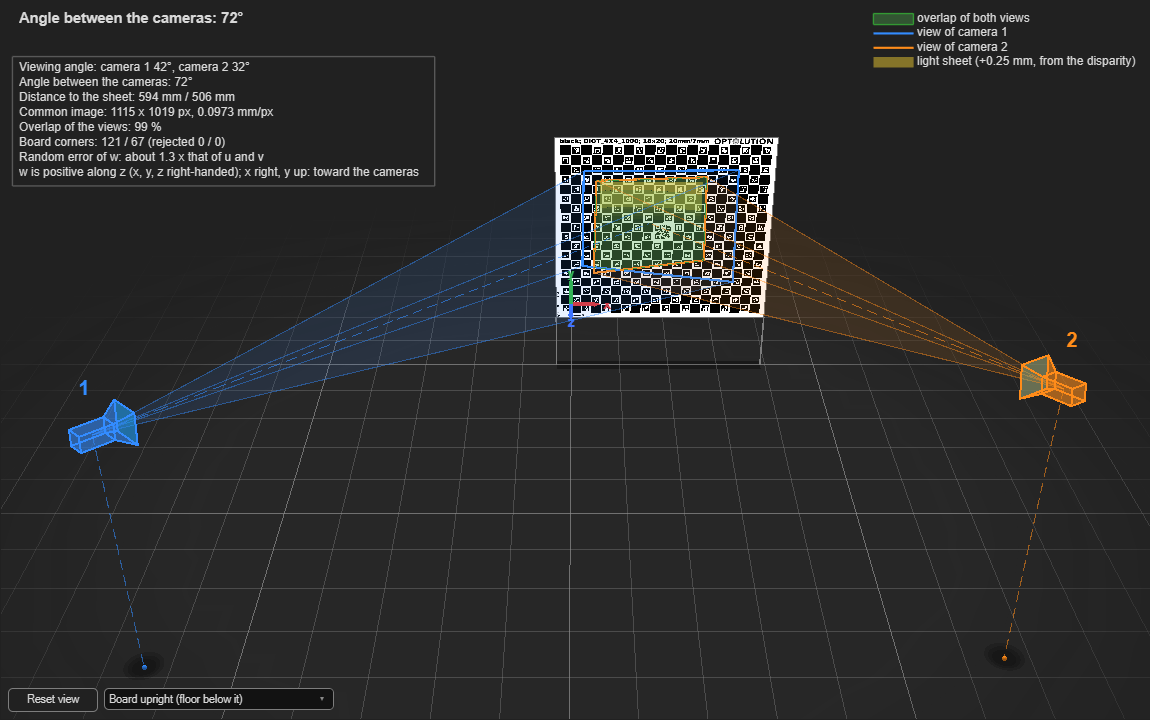 Angle between the cameras: 72°
overlap of both views
view of camera 1
view of camera 2
light sheet (+0.25 mm, from the disparity)
Viewing angle: camera 1 42°, camera 2 32°
Angle between the cameras: 72°
Distance to the sheet: 594 mm / 506 mm
Common image: 1115 x 1019 px, 0.0973 mm/px
Overlap of the views: 99 %
Board corners: 121 / 67 (rejected 0 / 0)
Random error of w: about 1.3 x that of u and v
w is positive along z (x, y, z right-handed); x right, y up: toward the cameras
OPTOLUTION
z
1
2
Reset view
Board upright (floor below it)